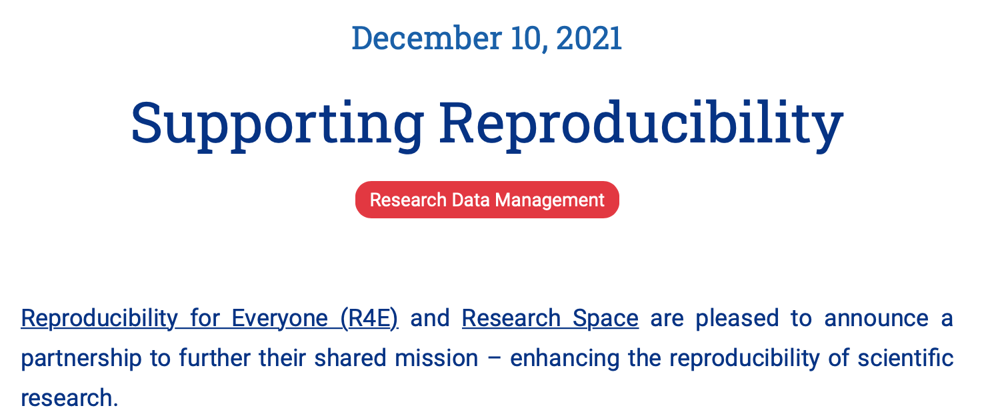 December 10, 2021
Supporting Reproducibility
Research Data Management
Reproducibility for Everyone (R4E) and Research Space are pleased to announce a
partnership to further their shared mission – enhancing the reproducibility of scientific
research.